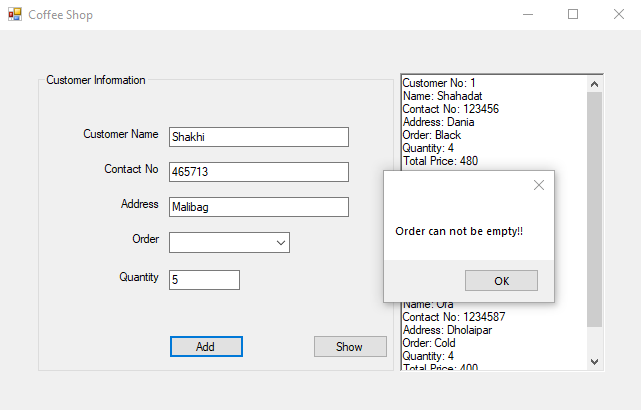 Coffee Shop
Customer Information
Customer Name Shakhi
Contact No 465713
Address Malibag
Order
Quantity 5
Add Show
Customer No: 1
Name: Shahadat
Contact No: 123456
Address: Dania
Order: Black
Quantity: 4
Total Price: 480
Order can not be empty!!
OK
Contact No: 1234587
Address: Dholaipar
Order: Cold
Quantity: 4
Total Price: 400